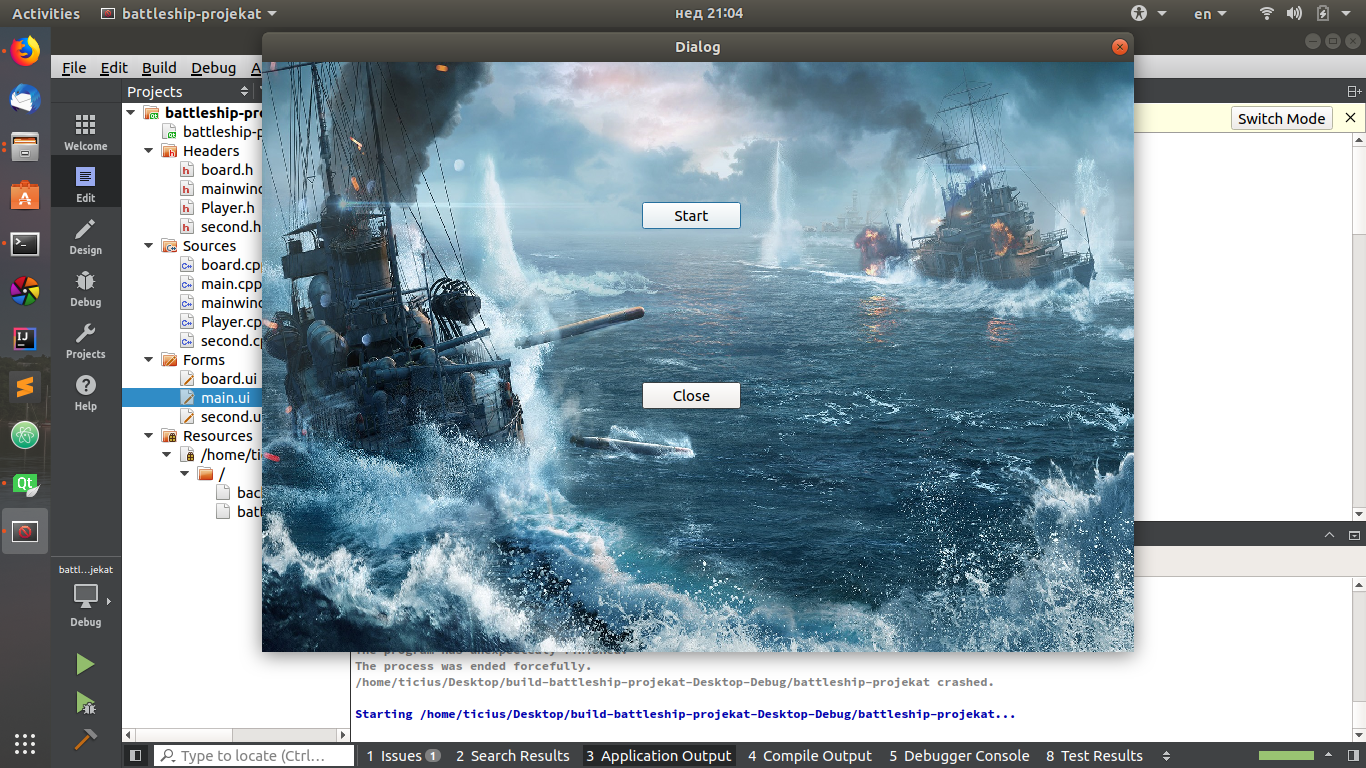 Activities battleship-projekat нед 21:04 en
Dialog
File Edit Build Debug
Projects
Switch Mode
Welcome
Edit
Design
Debug
Projects
Help
battl...jekat
Debug
battleship-pro
battleship-p
Headers
board.h
mainwind
Player.h
second.h
Sources
board.cp
main.cpp
mainwind
Player.cp
second.cp
Forms
board.ui
main.ui
second.u
Resources
/home/tic
/
bac
batt
Start
Close
The process was ended forcefully.
/home/ticius/Desktop/build-battleship-projekat-Desktop-Debug/battleship-projekat crashed.
Starting /home/ticius/Desktop/build-battleship-projekat-Desktop-Debug/battleship-projekat...
Type to locate (Ctrl... 1 Issues 1 2 Search Results 3 Application Output 4 Compile Output 5 Debugger Console 8 Test Results